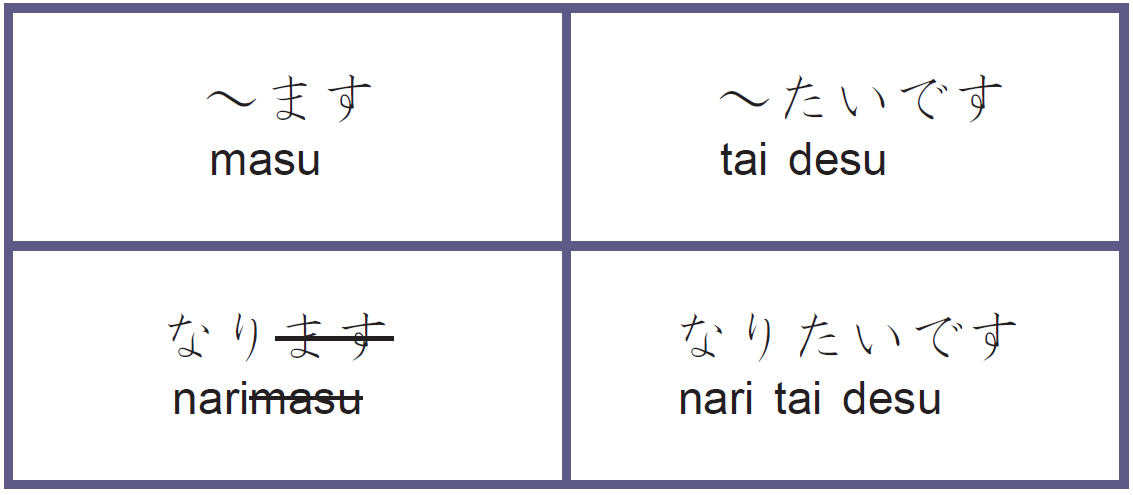 ～ます
masu
～たいです
tai desu
なります
narimasu
なりたいです
nari tai desu